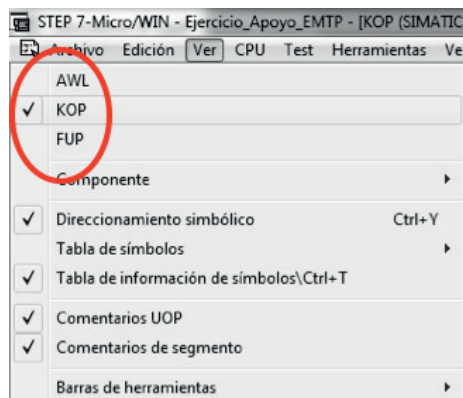 STEP 7-Micro/WIN - Ejercicio_Apoyo_EMTP - [KOP (SIMATIC
Archivo Edición Ver CPU Test Herramientas Ve
AWL
KOP
FUP
Componente
Direccionamiento simbólico Ctrl+Y
Tabla de símbolos
Tabla de información de símbolos\Ctrl+T
Comentarios UOP
Comentarios de segmento
Barras de herramientas